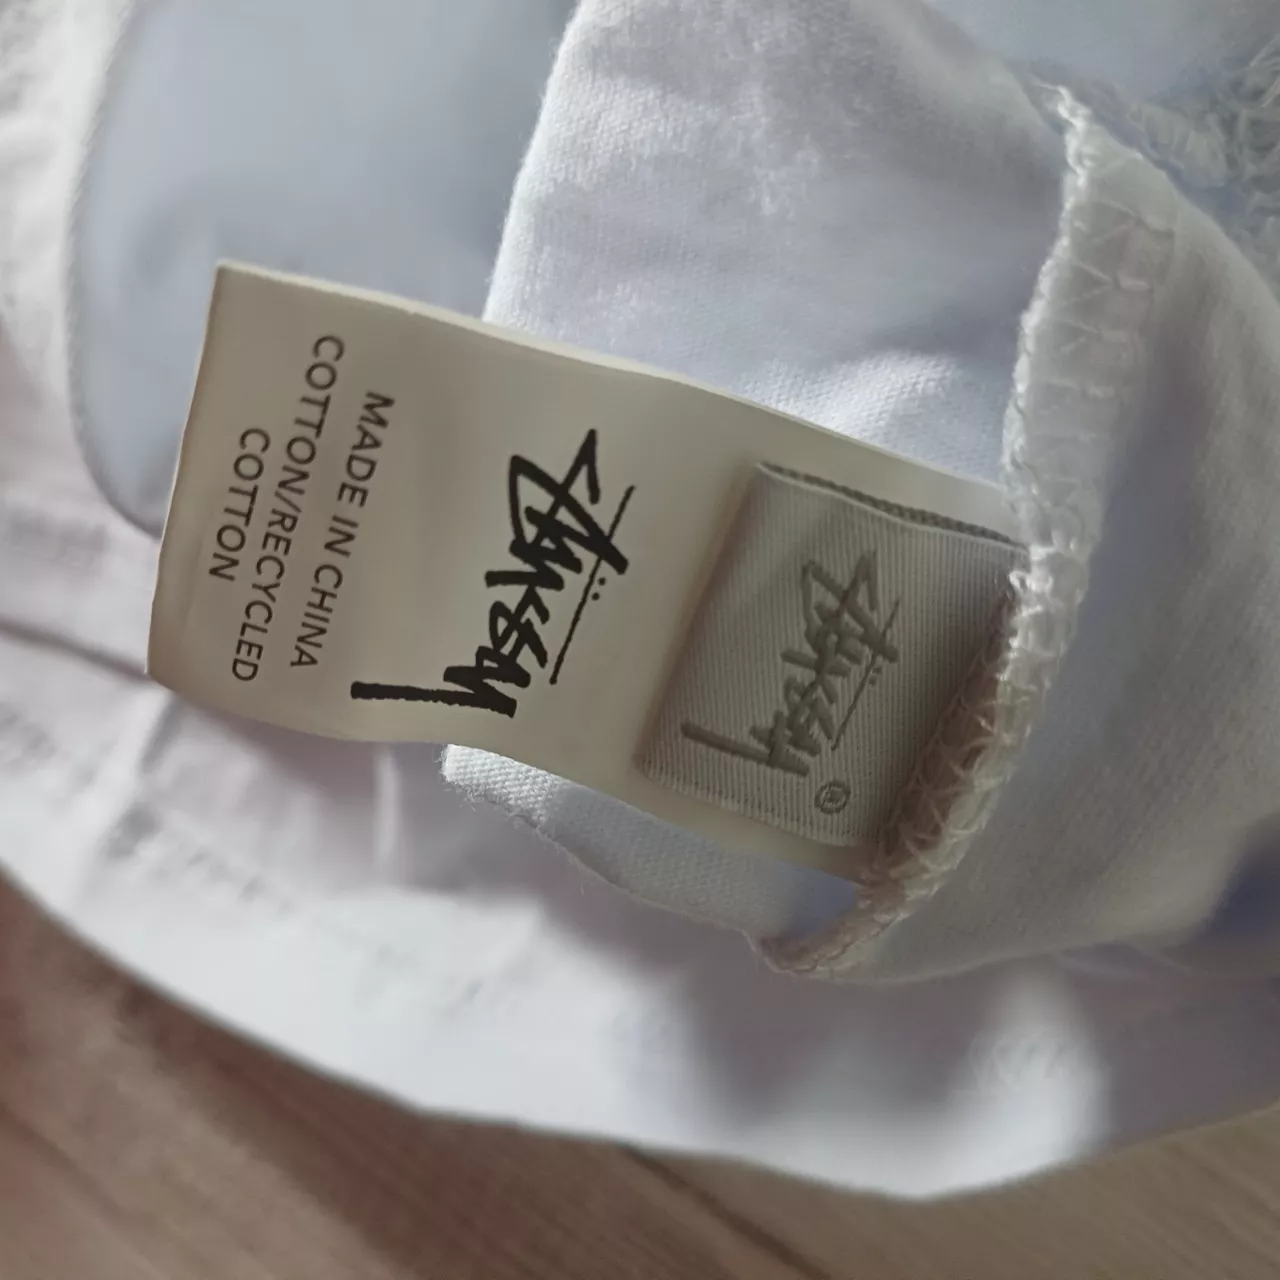 STÜSSY
MADE IN CHINA
COTTON/RECYCLED
COTTON
STÜSSY
®